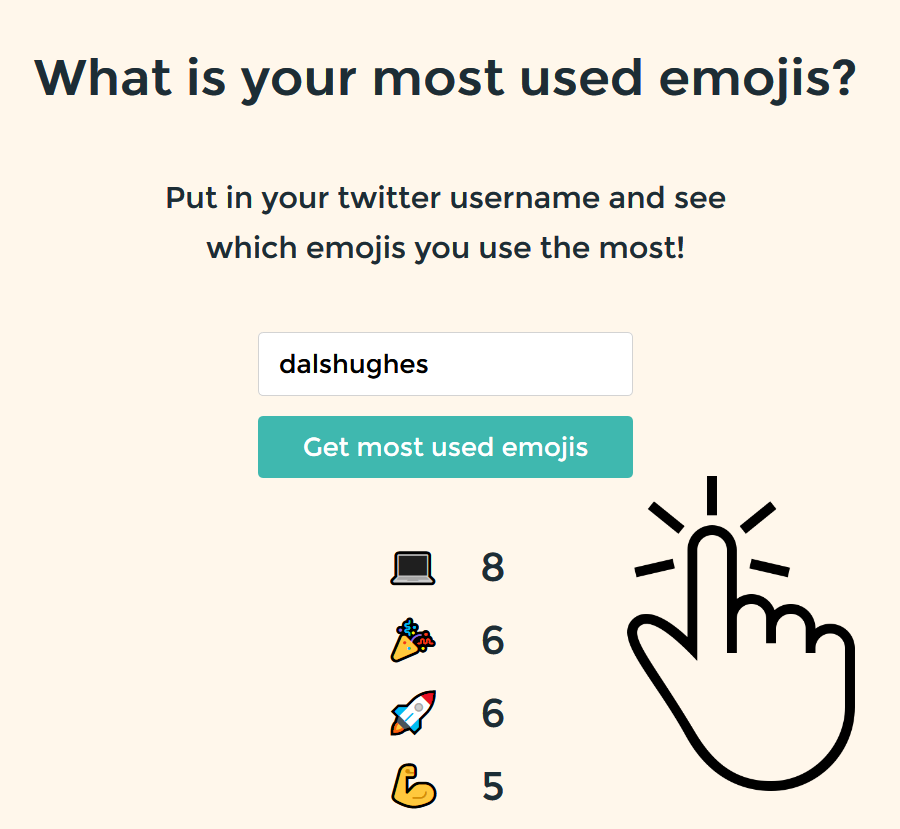 What is your most used emojis?
Put in your twitter username and see
which emojis you use the most!
dalshughes
Get most used emojis
💻 8
🎉 6
🚀 6
💪 5